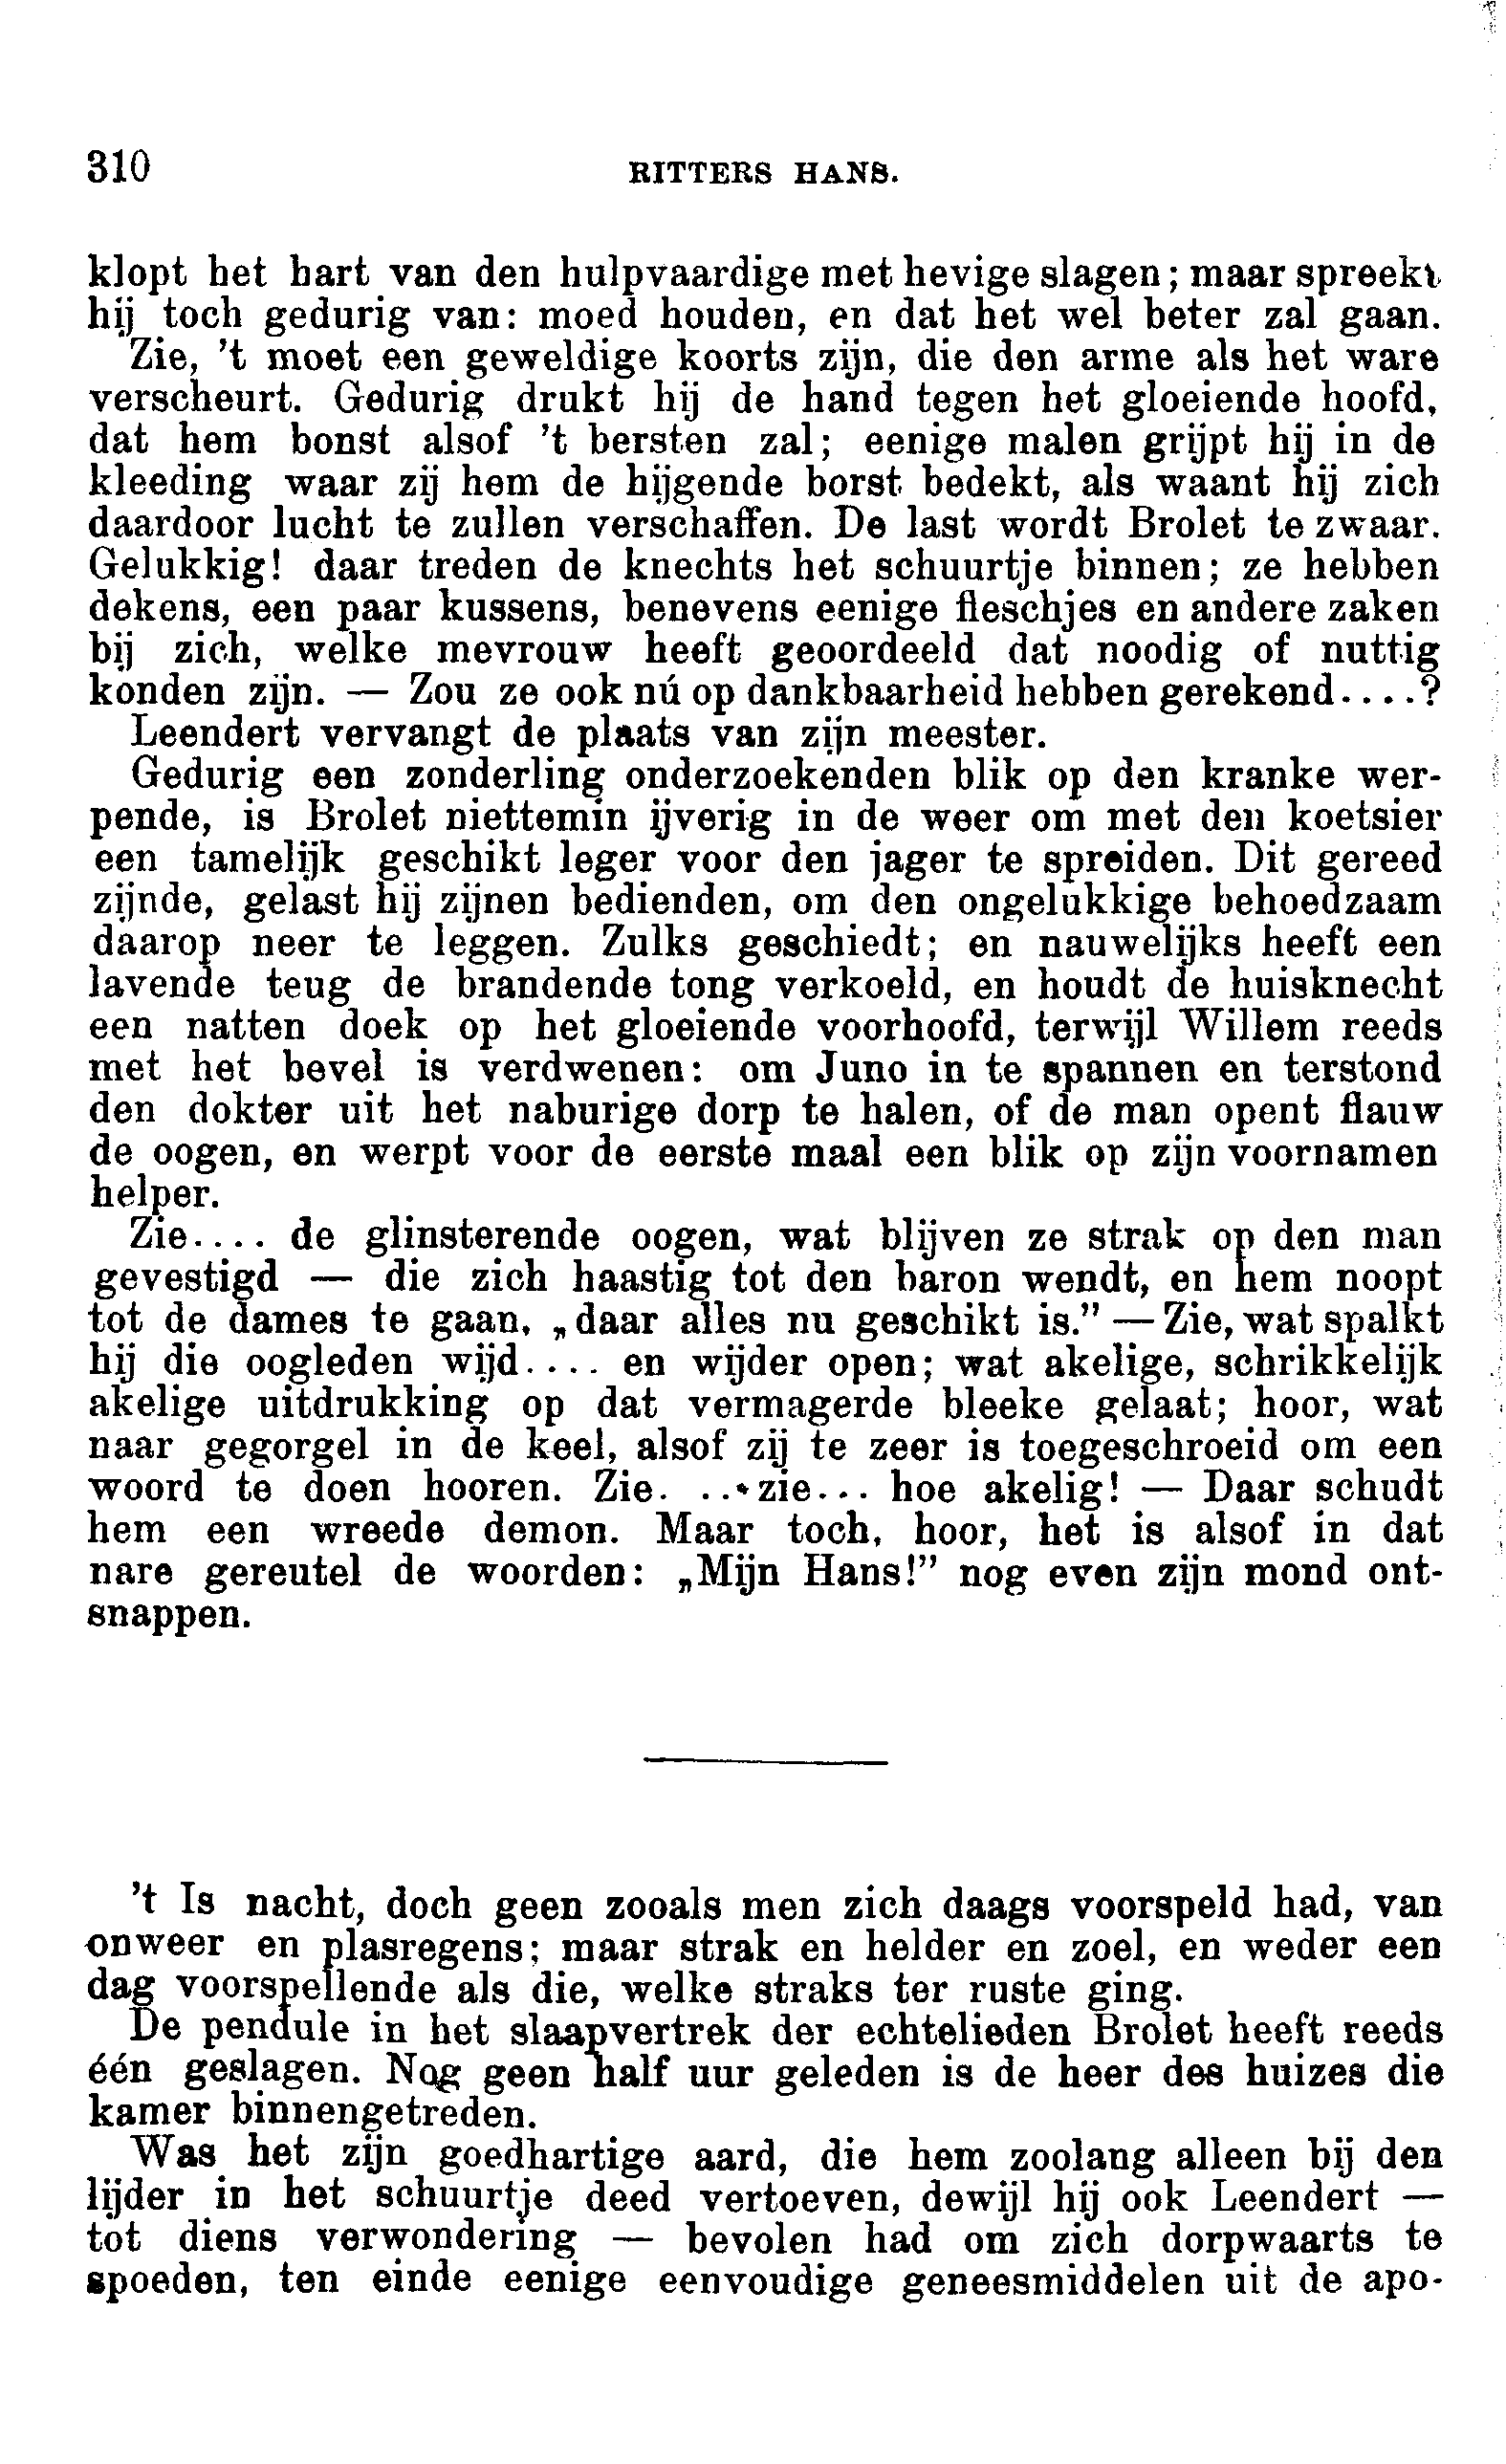 310
RITTERS HANS.
klopt het hart van den hulpvaardige met hevige slagen; maar spreekt
hij toch gedurig van: moed houden, en dat het wel beter zal gaan.
Zie, 't moet een geweldige koorts zijn, die den arme als het ware
verscheurt. Gedurig drukt hij de hand tegen het gloeiende hoofd,
dat hem bonst alsof 't bersten zal; eenige malen grijpt hij in de
kleeding waar zij hem de hijgende borst bedekt, als waant hij zich
daardoor lucht te zullen verschaffen. De last wordt Brolet te zwaar.
Gelukkig! daar treden de knechts het schuurtje binnen; ze hebben
dekens, een paar kussens, benevens eenige fleschjes en andere zaken
bij zich, welke mevrouw heeft geoordeeld dat noodig of nuttig
konden zijn. — Zou ze ook nú op dankbaarheid hebben gerekend....?
Leendert vervangt de plaats van zijn meester.
Gedurig een zonderling onderzoekenden blik op den kranke wer-
pende, is Brolet niettemin ijverig in de weer om met den koetsier
een tamelijk geschikt leger voor den jager te spreiden. Dit gereed
zijnde, gelast hij zijnen bedienden, om den ongelukkige behoedzaam
daarop neer te leggen. Zulks geschiedt; en nauwelijks heeft een
lavende teug de brandende tong verkoeld, en houdt de huisknecht
een natten doek op het gloeiende voorhoofd, terwijl Willem reeds
met het bevel is verdwenen: om Juno in te spannen en terstond
den dokter uit het naburige dorp te halen, of de man opent flauw
de oogen, en werpt voor de eerste maal een blik op zijn voornamen
helper.
Zie.... de glinsterende oogen, wat blijven ze strak op den man
gevestigd — die zich haastig tot den baron wendt, en hem noopt
tot de dames te gaan, „daar alles nu geschikt is.” — Zie, wat spalkt
hij die oogleden wijd.... en wijder open; wat akelige, schrikkelijk
akelige uitdrukking op dat vermagerde bleeke gelaat; hoor, wat
naar gegorgel in de keel, alsof zij te zeer is toegeschroeid om een
woord te doen hooren. Zie. ...zie... hoe akelig! — Daar schudt
hem een wreede demon. Maar toch, hoor, het is alsof in dat
nare gereutel de woorden: „Mijn Hans!” nog even zijn mond ont-
snappen.
't Is nacht, doch geen zooals men zich daags voorspeld had, van
onweer en plasregens; maar strak en helder en zoel, en weder een
dag voorspellende als die, welke straks ter ruste ging.
De pendule in het slaapvertrek der echtelieden Brolet heeft reeds
één geslagen. Nog geen half uur geleden is de heer des huizes die
kamer binnengetreden.
Was het zijn goedhartige aard, die hem zoolang alleen bij den
lijder in het schuurtje deed vertoeven, dewijl hij ook Leendert —
tot diens verwondering — bevolen had om zich dorpwaarts te
spoeden, ten einde eenige eenvoudige geneesmiddelen uit de apo-